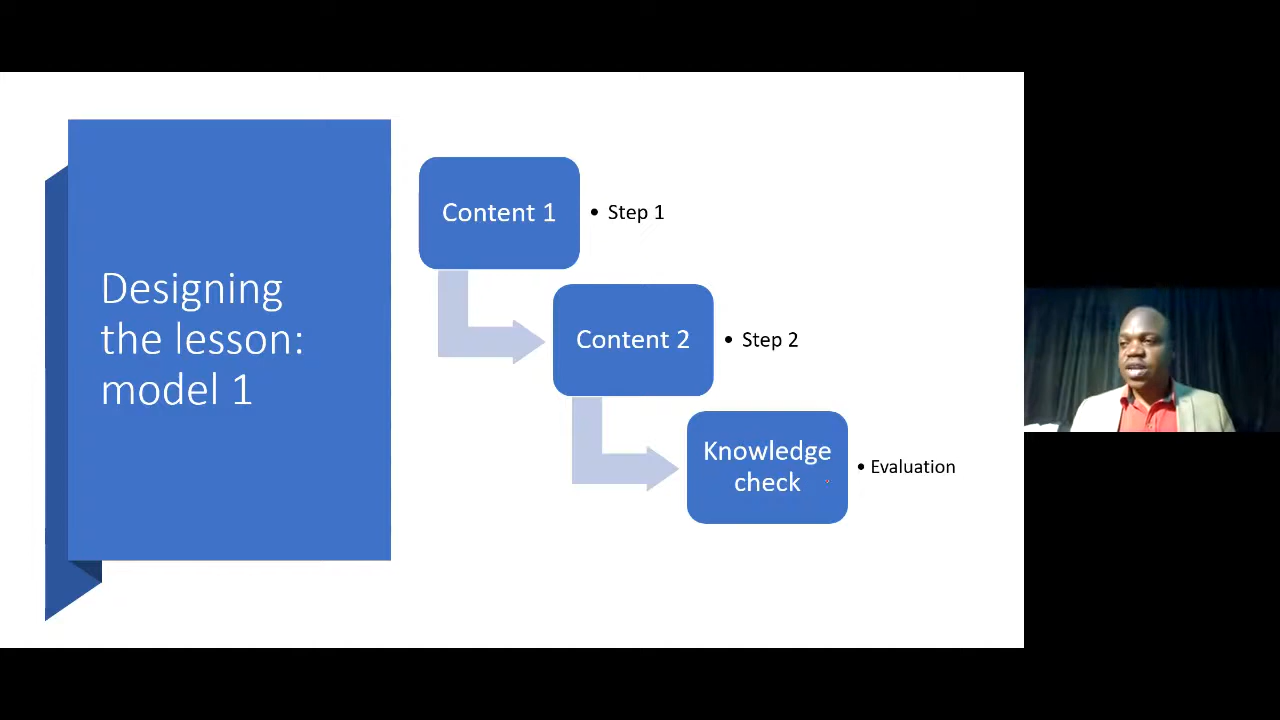 Designing
the lesson:
model 1
Content 1
• Step 1
Content 2
• Step 2
Knowledge
check
• Evaluation